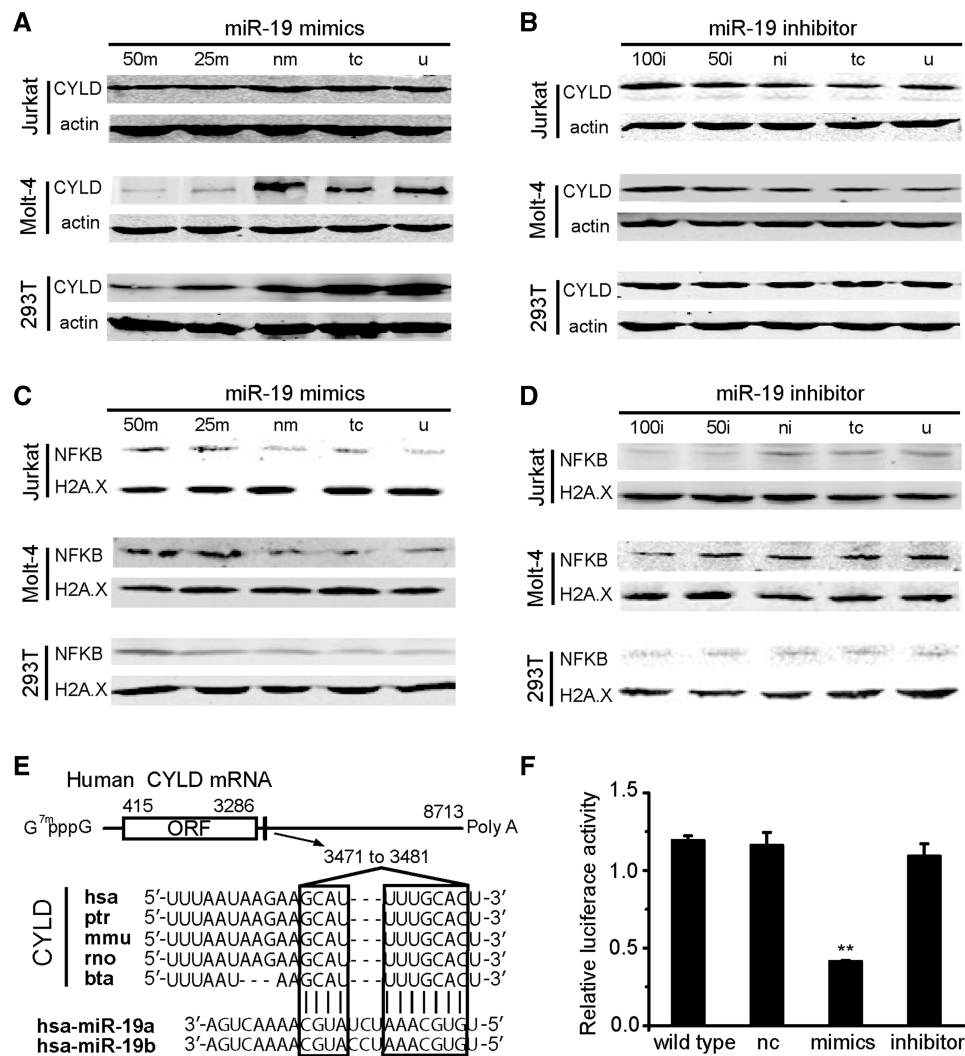 A
miR-19 mimics
50m 25m nm tc u
Jurkat
CYLD
actin
Molt-4
CYLD
actin
293T
CYLD
actin
B
miR-19 inhibitor
100i 50i ni tc u
Jurkat
CYLD
actin
Molt-4
CYLD
actin
293T
CYLD
actin
C
miR-19 mimics
50m 25m nm tc u
Jurkat
NFKB
H2A.X
Molt-4
NFKB
H2A.X
293T
NFKB
H2A.X
D
miR-19 inhibitor
100i 50i ni tc u
Jurkat
NFKB
H2A.X
Molt-4
NFKB
H2A.X
293T
NFKB
H2A.X
E
Human CYLD mRNA
415 3286 8713
G7mpppG ORF Poly A
3471 to 3481
CYLD
hsa 5′-UUUAAUAAGAAGCAU---UUUGCACU-3′
ptr 5′-UUUAAUAAGAAGCAU---UUUGCACU-3′
mmu 5′-UUUAAUAAGAAGCAU---UUUGCACU-3′
rno 5′-UUUAAUAAGAAGCAU---UUUGCACU-3′
bta 5′-UUUAAU---AAGCAU---UUUGCACU-3′
hsa-miR-19a 3′-AGUCAAAACGUAUCUAAACGUGU-5′
hsa-miR-19b 3′-AGUCAAAACGUACCUAAACGUGU-5′
F
Relative luciferace activity
1.5
1.0
0.5
0.0
**
wild type nc mimics inhibitor